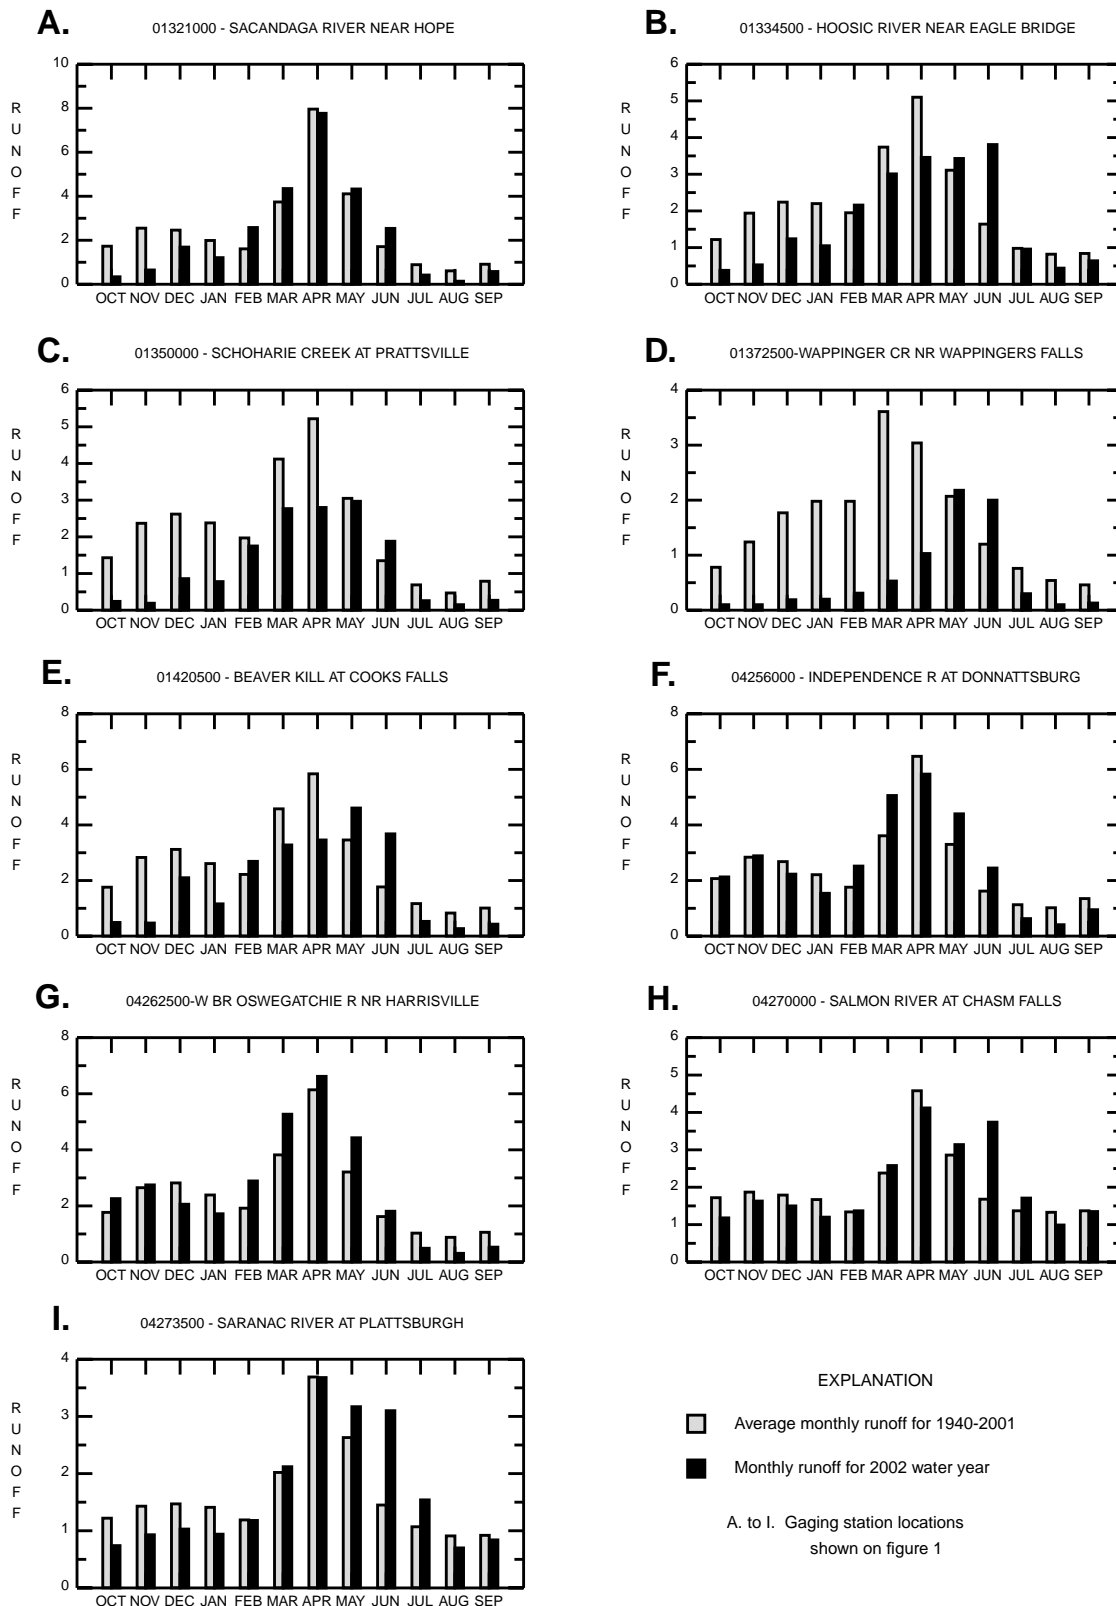 A.
01321000 - SACANDAGA RIVER NEAR HOPE
10
8
6
4
2
0
RUNOFF
OCT NOV DEC JAN FEB MAR APR MAY JUN JUL AUG SEP
B.
01334500 - HOOSIC RIVER NEAR EAGLE BRIDGE
6
5
4
3
2
1
0
RUNOFF
OCT NOV DEC JAN FEB MAR APR MAY JUN JUL AUG SEP
C.
01350000 - SCHOHARIE CREEK AT PRATTSVILLE
6
5
4
3
2
1
0
RUNOFF
OCT NOV DEC JAN FEB MAR APR MAY JUN JUL AUG SEP
D.
01372500-WAPPINGER CR NR WAPPINGERS FALLS
4
3
2
1
0
RUNOFF
OCT NOV DEC JAN FEB MAR APR MAY JUN JUL AUG SEP
E.
01420500 - BEAVER KILL AT COOKS FALLS
8
6
4
2
0
RUNOFF
OCT NOV DEC JAN FEB MAR APR MAY JUN JUL AUG SEP
F.
04256000 - INDEPENDENCE R AT DONNATTSBURG
8
6
4
2
0
RUNOFF
OCT NOV DEC JAN FEB MAR APR MAY JUN JUL AUG SEP
G.
04262500-W BR OSWEGATCHIE R NR HARRISVILLE
8
6
4
2
0
RUNOFF
OCT NOV DEC JAN FEB MAR APR MAY JUN JUL AUG SEP
H.
04270000 - SALMON RIVER AT CHASM FALLS
6
5
4
3
2
1
0
RUNOFF
OCT NOV DEC JAN FEB MAR APR MAY JUN JUL AUG SEP
I.
04273500 - SARANAC RIVER AT PLATTSBURGH
4
3
2
1
0
RUNOFF
OCT NOV DEC JAN FEB MAR APR MAY JUN JUL AUG SEP
EXPLANATION
Average monthly runoff for 1940-2001
Monthly runoff for 2002 water year
A. to I. Gaging station locations
shown on figure 1